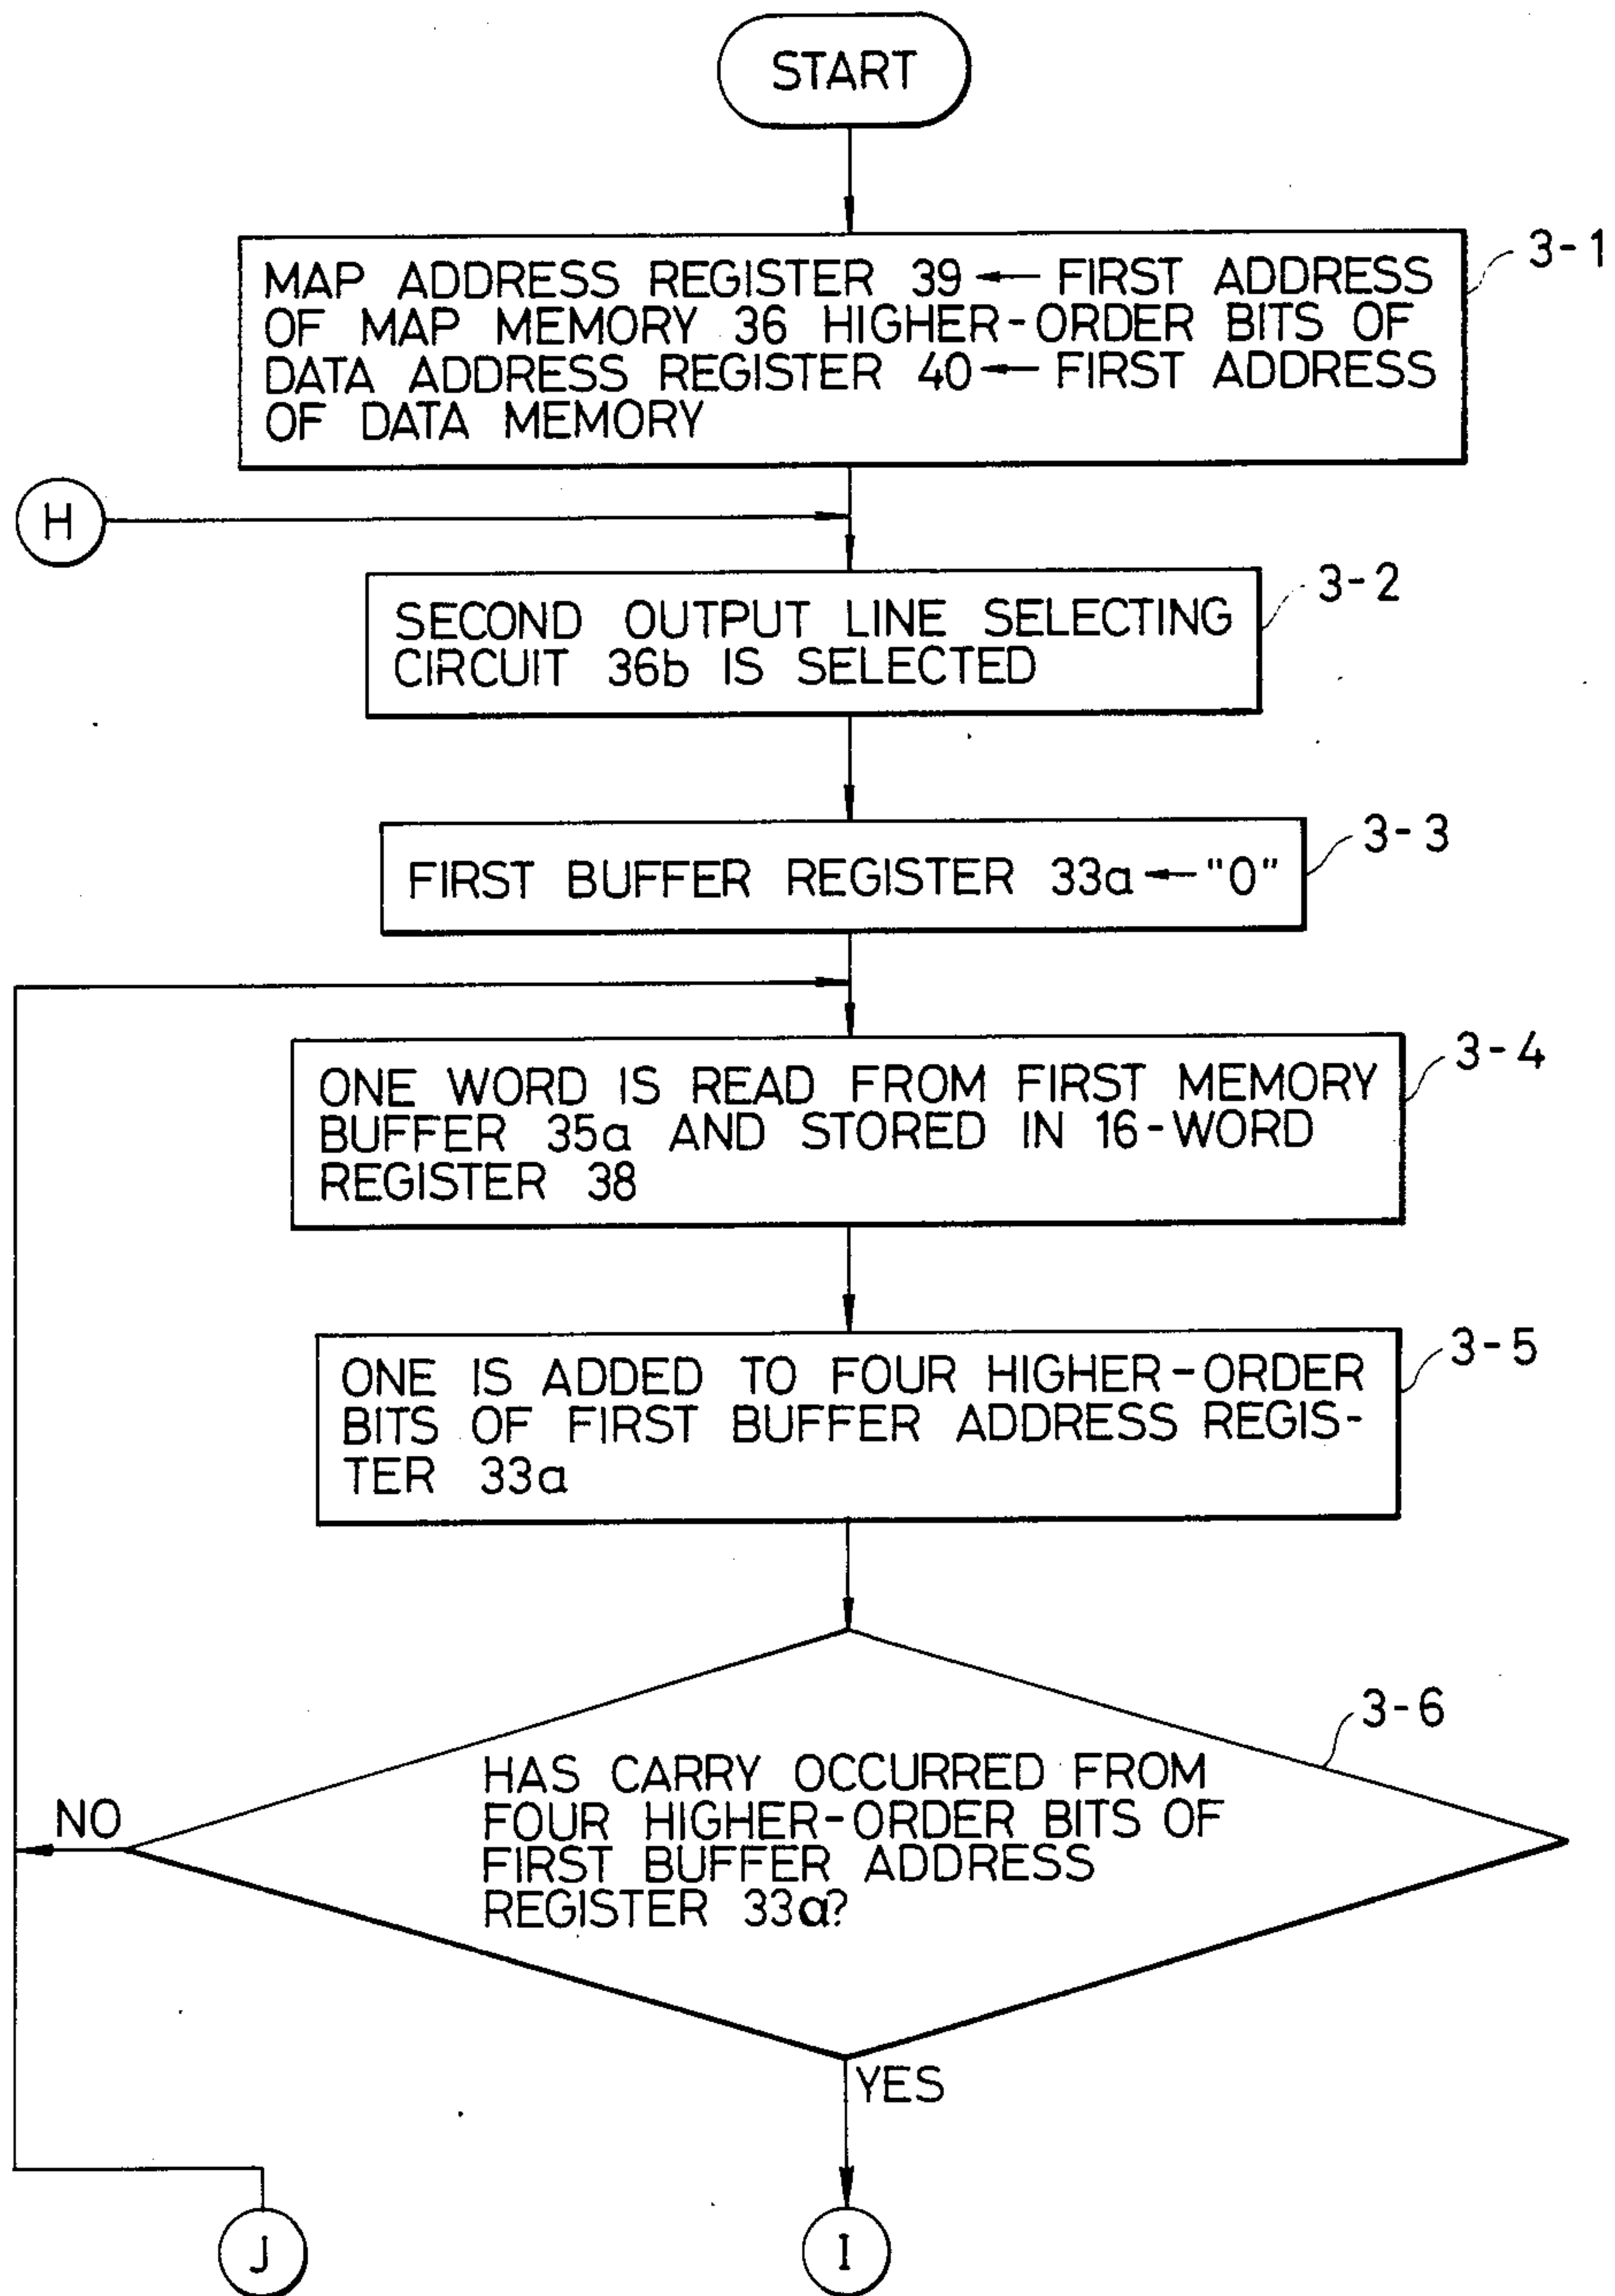 START
3-1
MAP ADDRESS REGISTER 39 ← FIRST ADDRESS
OF MAP MEMORY 36 HIGHER-ORDER BITS OF
DATA ADDRESS REGISTER 40 ← FIRST ADDRESS
OF DATA MEMORY
H
3-2
SECOND OUTPUT LINE SELECTING
CIRCUIT 36b IS SELECTED
3-3
FIRST BUFFER REGISTER 33a ← "0"
3-4
ONE WORD IS READ FROM FIRST MEMORY
BUFFER 35a AND STORED IN 16-WORD
REGISTER 38
3-5
ONE IS ADDED TO FOUR HIGHER-ORDER
BITS OF FIRST BUFFER ADDRESS REGIS-
TER 33a
3-6
HAS CARRY OCCURRED FROM
FOUR HIGHER-ORDER BITS OF
FIRST BUFFER ADDRESS
REGISTER 33a?
NO
YES
J
I